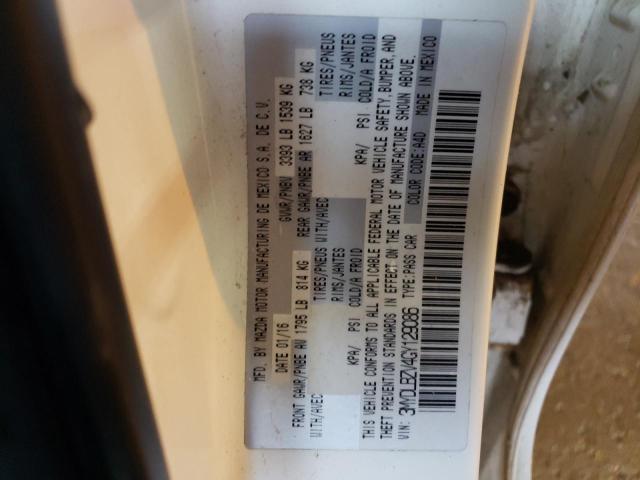 MFD. BY MAZDA MOTOR MANUFACTURING DE MEXICO S.A. DE C.V.
DATE 01/16 GVWR/PNBV 3393 LB 1539 KG
FRONT GAWR/PNBE AV 1795 LB 814 KG REAR GAWR/PNBE AR 1627 LB 738 KG
WITH/AVEC TIRES/PNEUS WITH/AVEC TIRES/PNEUS
RIMS/JANTES RIMS/JANTES
KPA/ PSI COLD/A FROID KPA/ PSI COLD/A FROID
THIS VEHICLE CONFORMS TO ALL APPLICABLE FEDERAL MOTOR VEHICLE SAFETY, BUMPER, AND
THEFT PREVENTION STANDARDS IN EFFECT ON THE DATE OF MANUFACTURE SHOWN ABOVE.
VIN: 3MYDLBZV4GY129086 TYPE:PASS CAR COLOR CODE:A4D MADE IN MEXICO